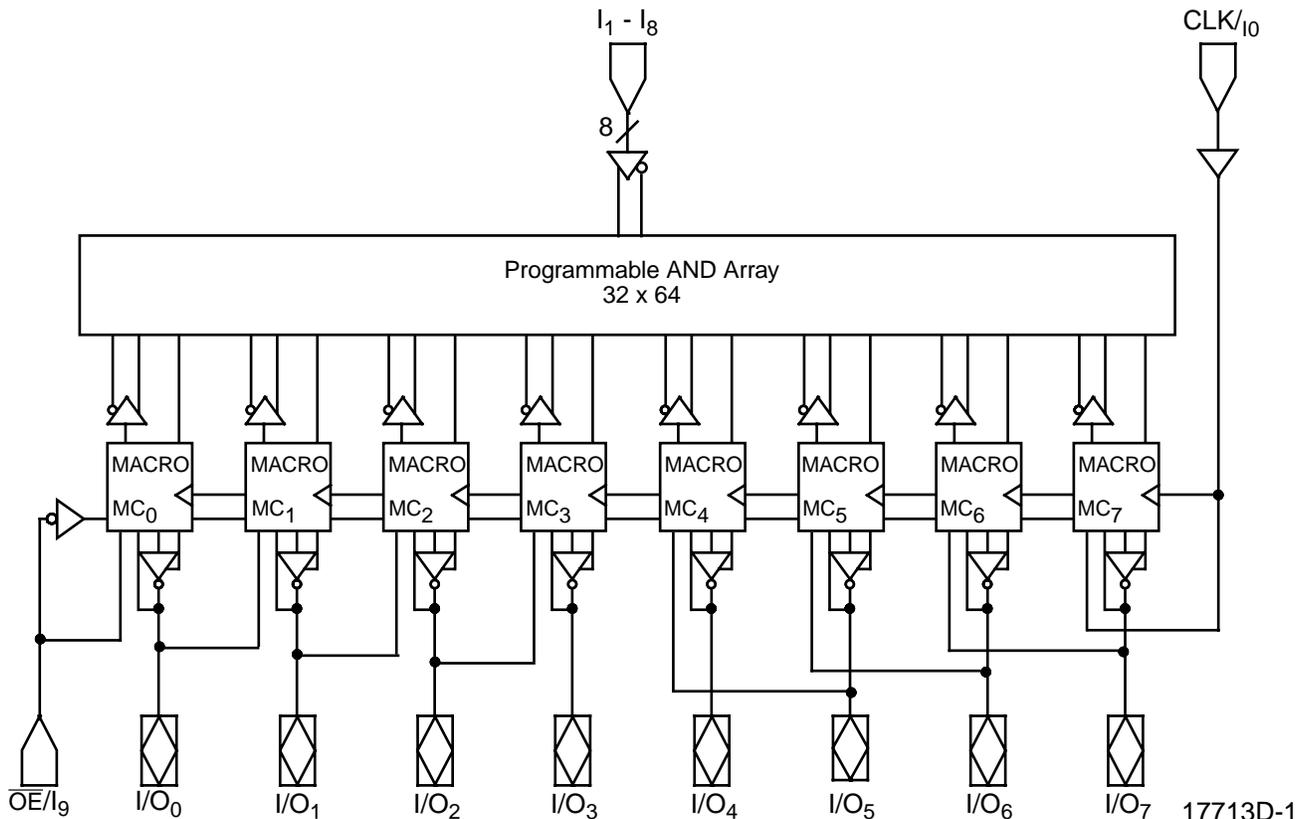 I₁ - I₈
CLK/I0
8
Programmable AND Array
32 x 64
MACRO MACRO MACRO MACRO MACRO MACRO MACRO MACRO
MC₀ MC₁ MC₂ MC₃ MC₄ MC₅ MC₆ MC₇
O̅E̅/I₉ I/O₀ I/O₁ I/O₂ I/O₃ I/O₄ I/O₅ I/O₆ I/O₇ 17713D-1